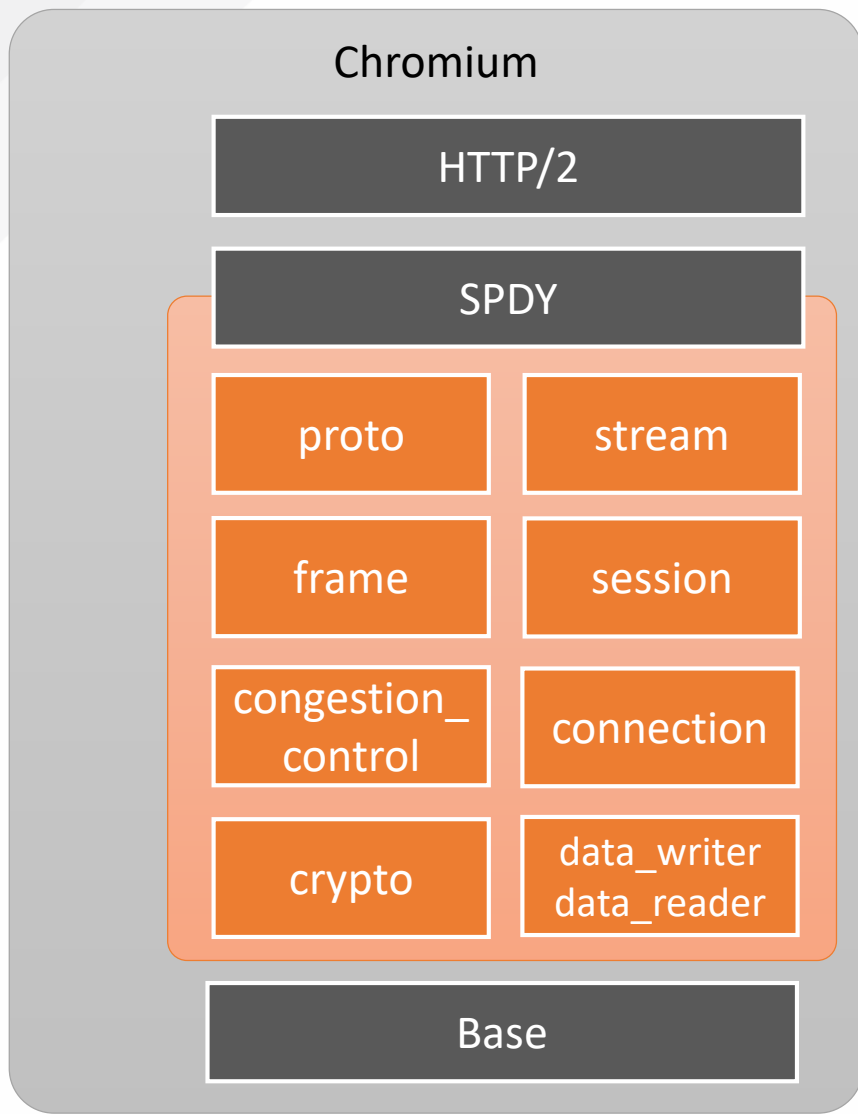 Chromium
HTTP/2
SPDY
proto
stream
frame
session
congestion_
control
connection
crypto
data_writer
data_reader
Base